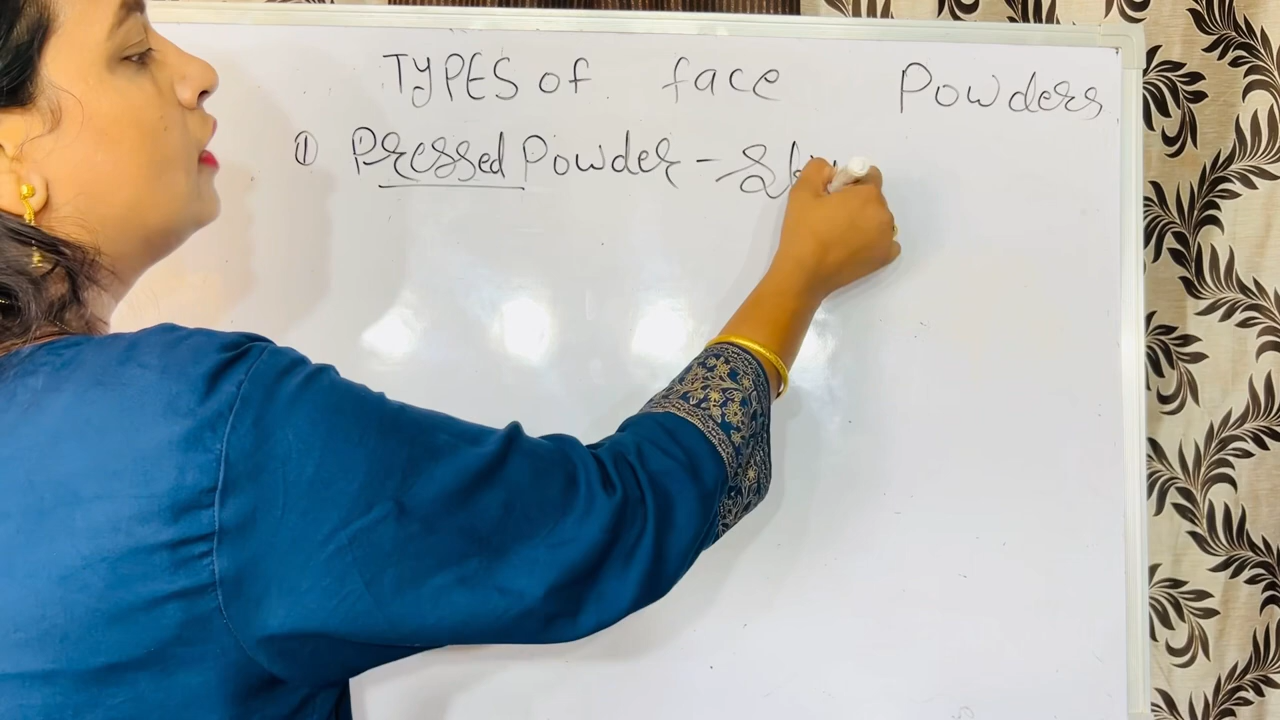 TYPES of face Powders
① Pressed Powder -